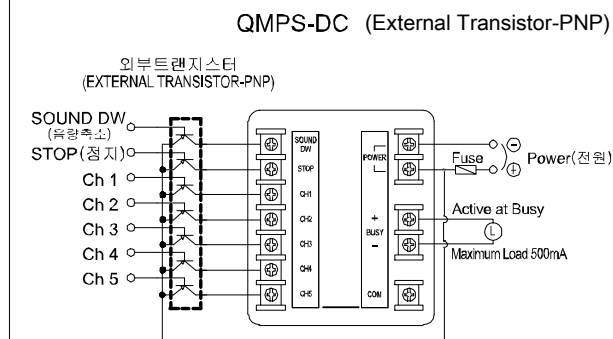 QMPS-DC (External Transistor-PNP)
외부트랜지스터
(EXTERNAL TRANSISTOR-PNP)
SOUND DW
(음량축소)
STOP(정지)
Ch 1
Ch 2
Ch 3
Ch 4
Ch 5
SOUND
DW
STOP
CH1
CH2
CH3
CH4
CH5
POWER
+
BUSY
−
COM
Fuse
Power(전원)
Active at Busy
L
Maximum Load 500mA